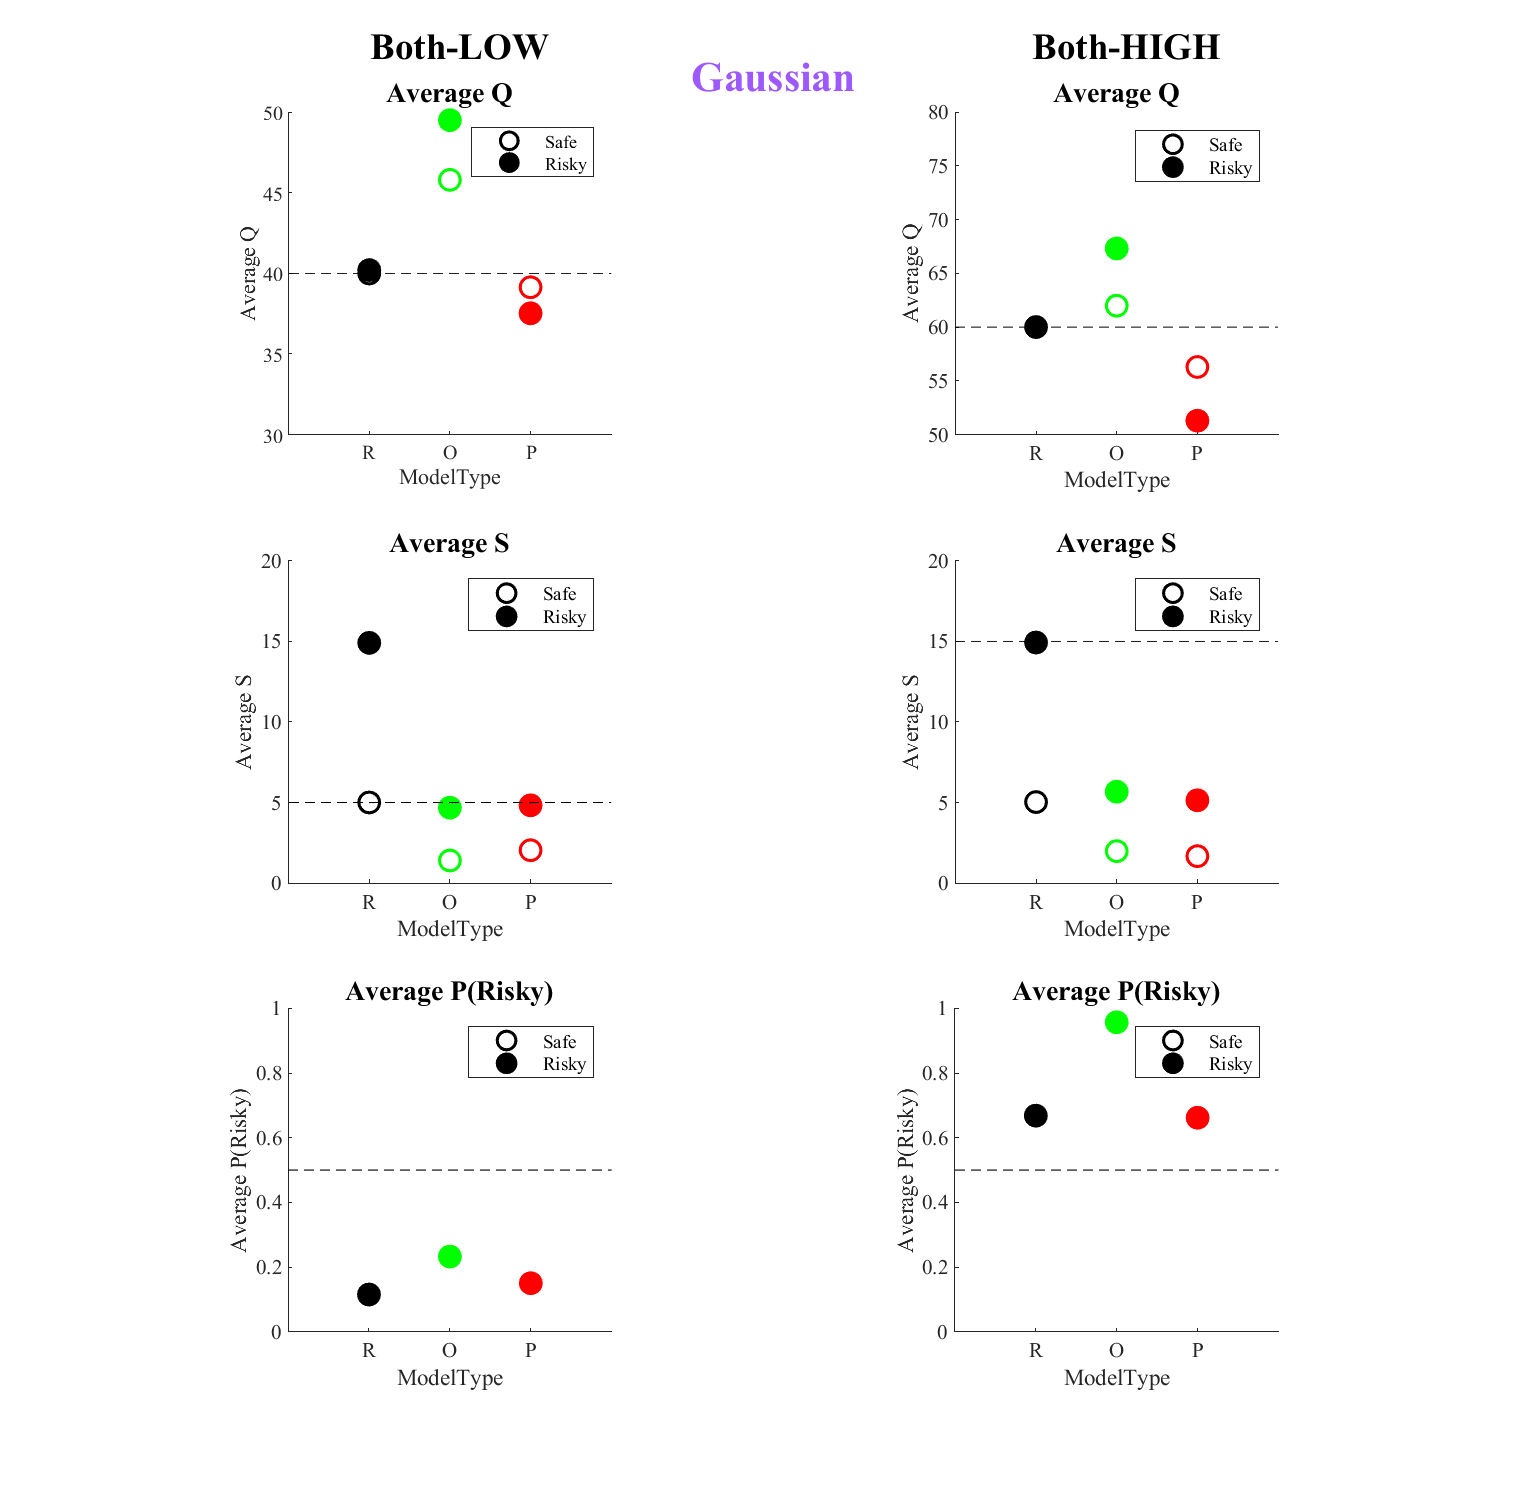 Both-LOW
Both-HIGH
Gaussian
Average Q
50
45
40
35
30
Average Q
Safe
Risky
R O P
ModelType
Average Q
80
75
70
65
60
55
50
Average Q
Safe
Risky
R O P
ModelType
Average S
20
15
10
5
0
Average S
Safe
Risky
R O P
ModelType
Average S
20
15
10
5
0
Average S
Safe
Risky
R O P
ModelType
Average P(Risky)
1
0.8
0.6
0.4
0.2
0
Average P(Risky)
Safe
Risky
R O P
ModelType
Average P(Risky)
1
0.8
0.6
0.4
0.2
0
Average P(Risky)
Safe
Risky
R O P
ModelType